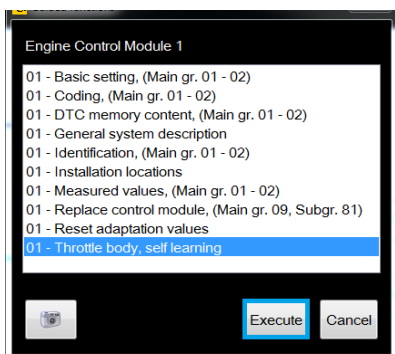 Engine Control Module 1
01 - Basic setting, (Main gr. 01 - 02)
01 - Coding, (Main gr. 01 - 02)
01 - DTC memory content, (Main gr. 01 - 02)
01 - General system description
01 - Identification, (Main gr. 01 - 02)
01 - Installation locations
01 - Measured values, (Main gr. 01 - 02)
01 - Replace control module, (Main gr. 09, Subgr. 81)
01 - Reset adaptation values
01 - Throttle body, self learning
Execute Cancel